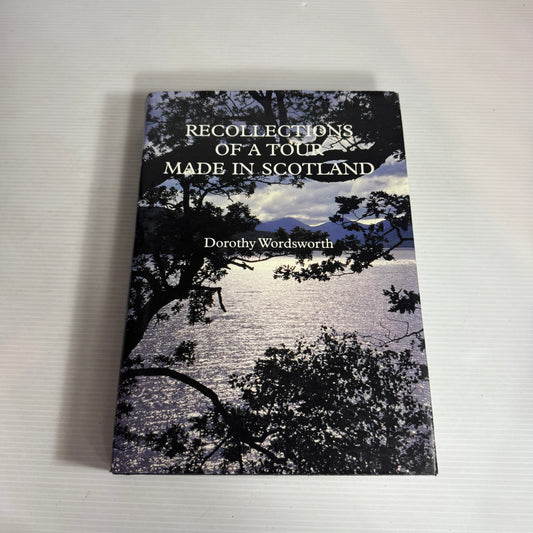 RECOLLECTIONS
OF A TOUR
MADE IN SCOTLAND
Dorothy Wordsworth